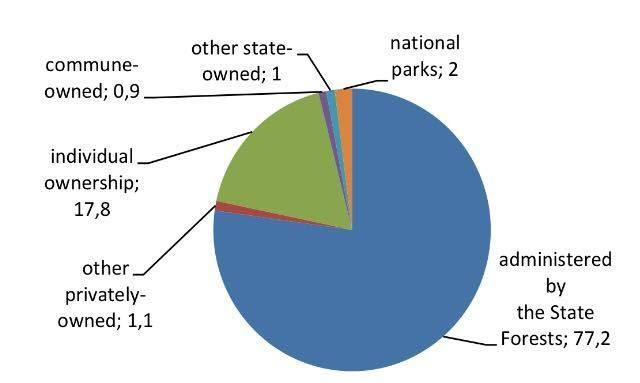 other state-
owned; 1
national
parks; 2
commune-
owned; 0,9
individual
ownership;
17,8
other
privately-
owned; 1,1
administered
by
the State
Forests; 77,2